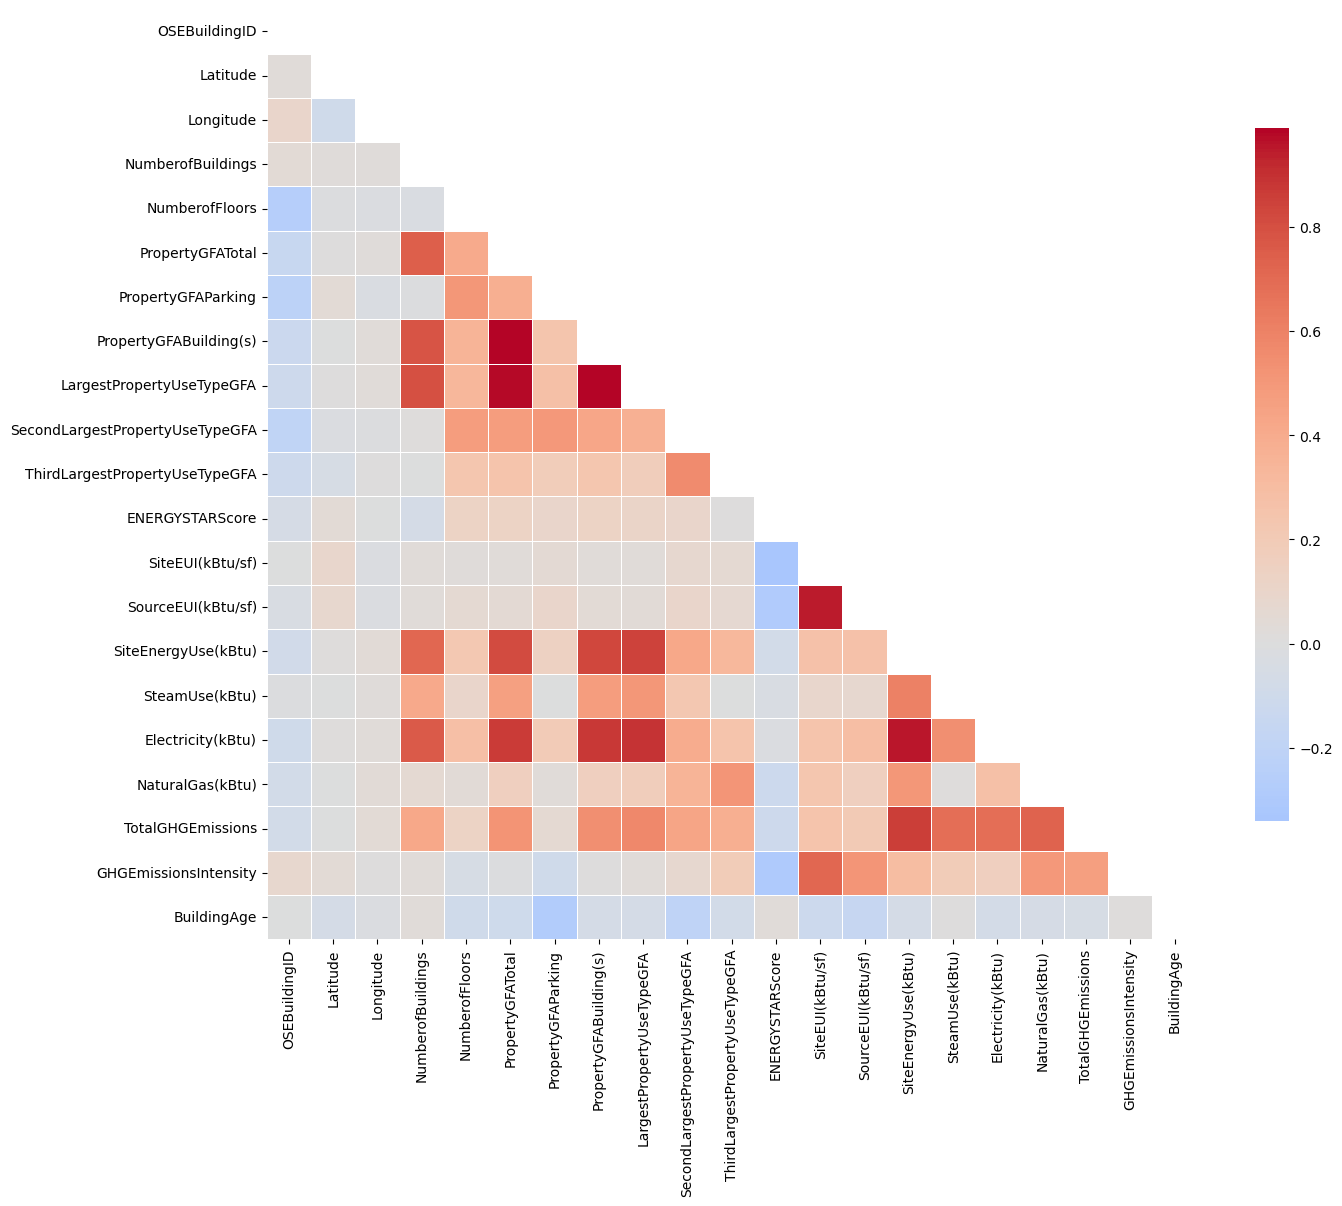 OSEBuildingID
Latitude
Longitude
NumberofBuildings
NumberofFloors
PropertyGFATotal
PropertyGFAParking
PropertyGFABuilding(s)
LargestPropertyUseTypeGFA
SecondLargestPropertyUseTypeGFA
ThirdLargestPropertyUseTypeGFA
ENERGYSTARScore
SiteEUI(kBtu/sf)
SourceEUI(kBtu/sf)
SiteEnergyUse(kBtu)
SteamUse(kBtu)
Electricity(kBtu)
NaturalGas(kBtu)
TotalGHGEmissions
GHGEmissionsIntensity
BuildingAge
OSEBuildingID
Latitude
Longitude
NumberofBuildings
NumberofFloors
PropertyGFATotal
PropertyGFAParking
PropertyGFABuilding(s)
LargestPropertyUseTypeGFA
SecondLargestPropertyUseTypeGFA
ThirdLargestPropertyUseTypeGFA
ENERGYSTARScore
SiteEUI(kBtu/sf)
SourceEUI(kBtu/sf)
SiteEnergyUse(kBtu)
SteamUse(kBtu)
Electricity(kBtu)
NaturalGas(kBtu)
TotalGHGEmissions
GHGEmissionsIntensity
BuildingAge
0.8
0.6
0.4
0.2
0.0
−0.2